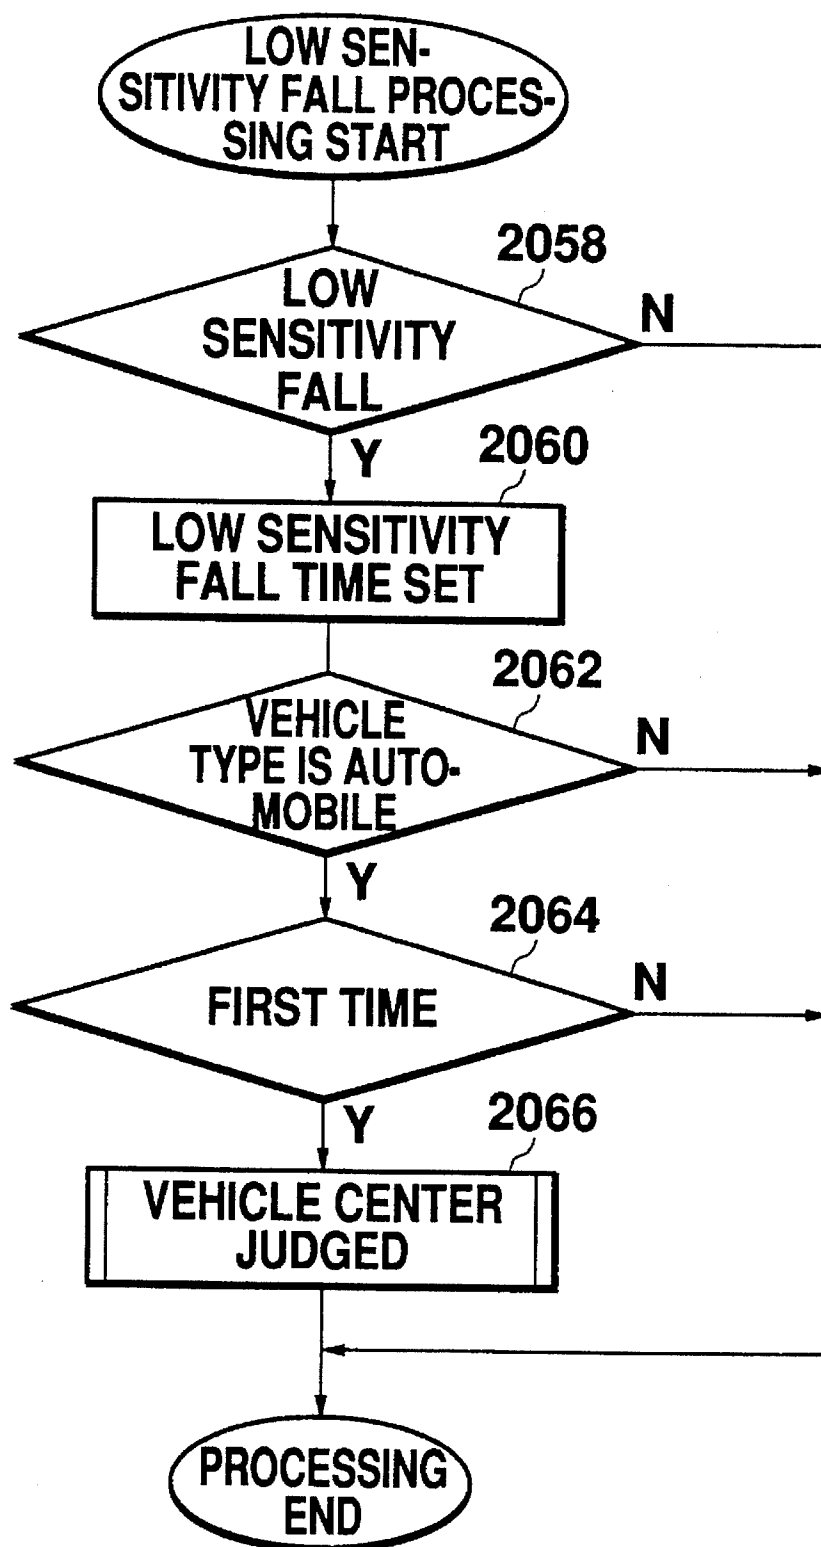 LOW SEN-
SITIVITY FALL PROCES-
SING START
2058
LOW
SENSITIVITY
FALL
N
Y
2060
LOW SENSITIVITY
FALL TIME SET
2062
VEHICLE
TYPE IS AUTO-
MOBILE
N
Y
2064
FIRST TIME
N
Y
2066
VEHICLE CENTER
JUDGED
PROCESSING
END